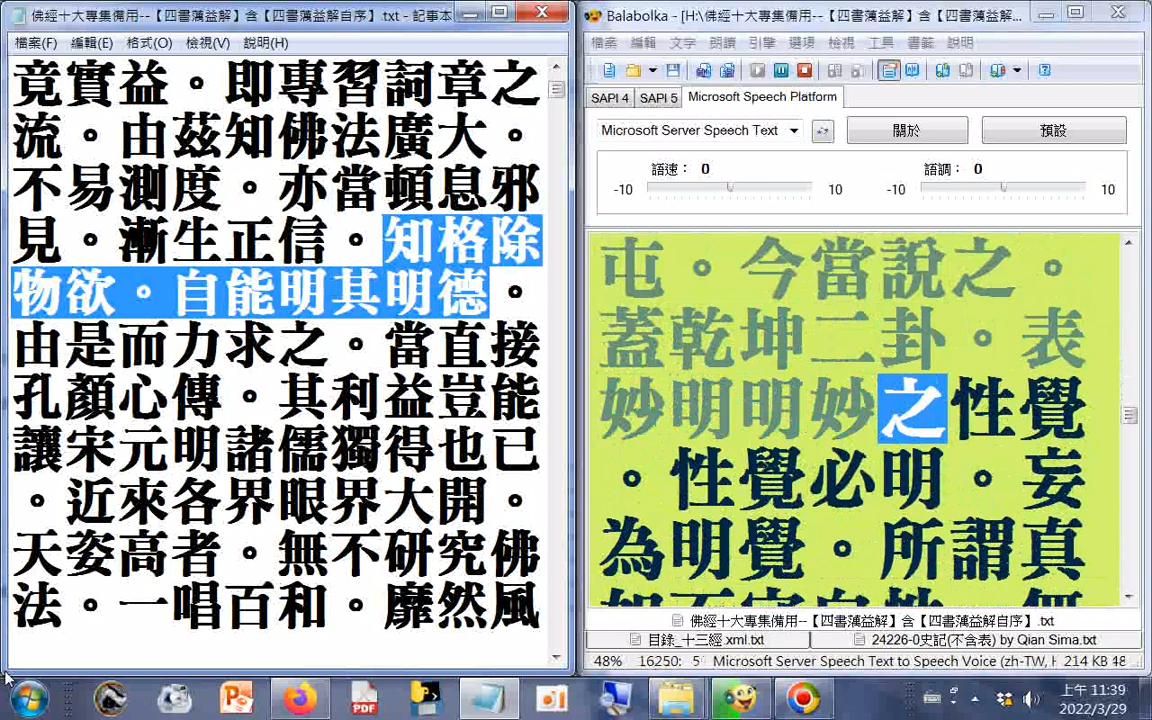 佛經十大專集備用--【四書蕅益解】含【四書蕅益解自序】.txt - 記事本
檔案(F) 編輯(E) 格式(O) 檢視(V) 說明(H)
竟實益。即專習詞章之
流。由茲知佛法廣大。
不易測度。亦當頓息邪
見。漸生正信。知格除
物欲。自能明其明德。
由是而力求之。當直接
孔顏心傳。其利益豈能
讓宋元明諸儒獨得也已
。近來各界眼界大開。
天姿高者。無不研究佛
法。一唱百和。靡然風
Balabolka - [H:\佛經十大專集備用--【四書蕅益解】含【四書蕅益解自序】...
檔案 編輯 文字 朗讀 引擎 選項 檢視 工具 書籤 說明
SAPI 4 SAPI 5 Microsoft Speech Platform
Microsoft Server Speech Text 關於 預設
語速： 0 語調： 0
-10 10 -10 10
屯。今當說之。
蓋乾坤二卦。表
妙明明妙之性覺
。性覺必明。妄
為明覺。所謂真
佛經十大專集備用--【四書蕅益解】含【四書蕅益解自序】.txt
目錄_十三經.xml.txt 24226-0史記(不含表) by Qian Sima.txt
48% 16250: 5 Microsoft Server Speech Text to Speech Voice (zh-TW, H 214 KB 48
PDF
上午 11:39
2022/3/29